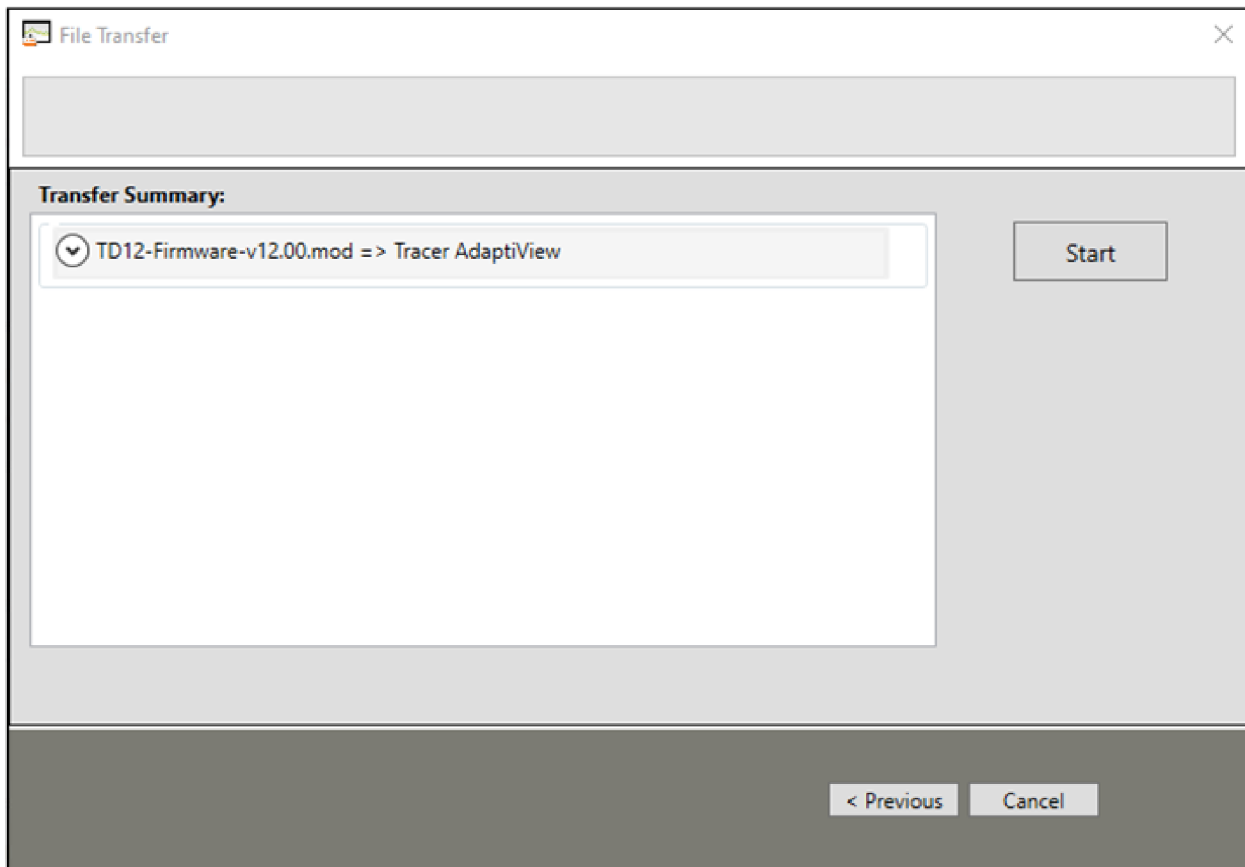 File Transfer
Transfer Summary:
TD12-Firmware-v12.00.mod => Tracer AdaptiView
Start
< Previous
Cancel